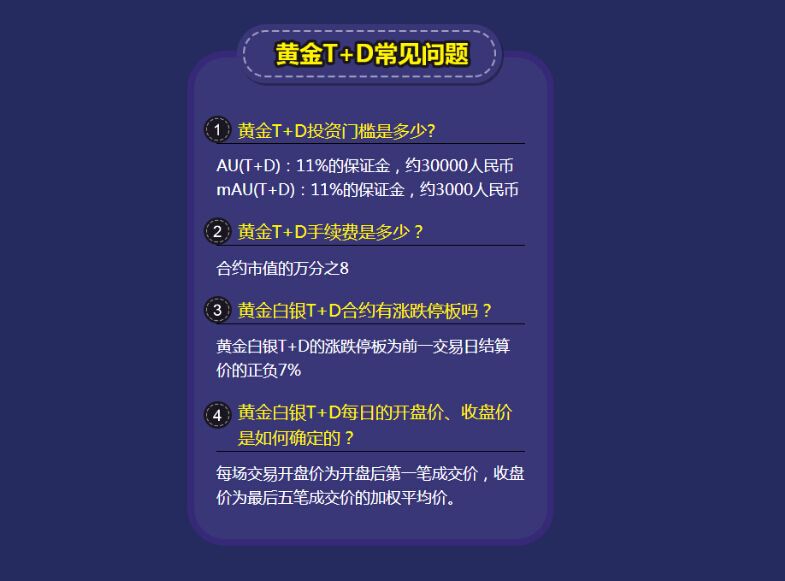 黄金T+D常见问题
1 黄金T+D投资门槛是多少?
AU(T+D)：11%的保证金，约30000人民币
mAU(T+D)：11%的保证金，约3000人民币
2 黄金T+D手续费是多少？
合约市值的万分之8
3 黄金白银T+D合约有涨跌停板吗？
黄金白银T+D的涨跌停板为前一交易日结算
价的正负7%
4 黄金白银T+D每日的开盘价、收盘价
是如何确定的？
每场交易开盘价为开盘后第一笔成交价，收盘
价为最后五笔成交价的加权平均价。